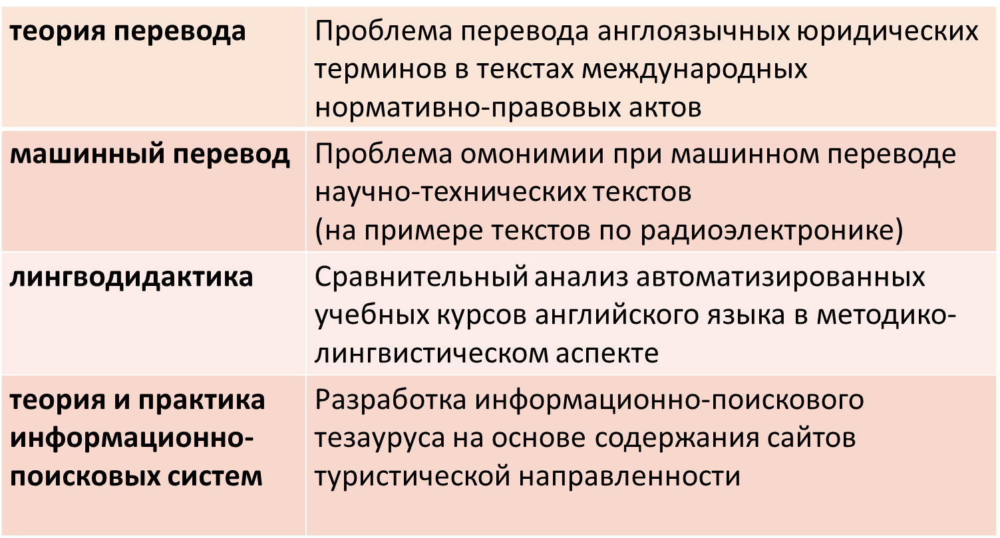 теория перевода
Проблема перевода англоязычных юридических
терминов в текстах международных
нормативно-правовых актов
машинный перевод
Проблема омонимии при машинном переводе
научно-технических текстов
(на примере текстов по радиоэлектронике)
лингводидактика
Сравнительный анализ автоматизированных
учебных курсов английского языка в методико-
лингвистическом аспекте
теория и практика
информационно-
поисковых систем
Разработка информационно-поискового
тезауруса на основе содержания сайтов
туристической направленности